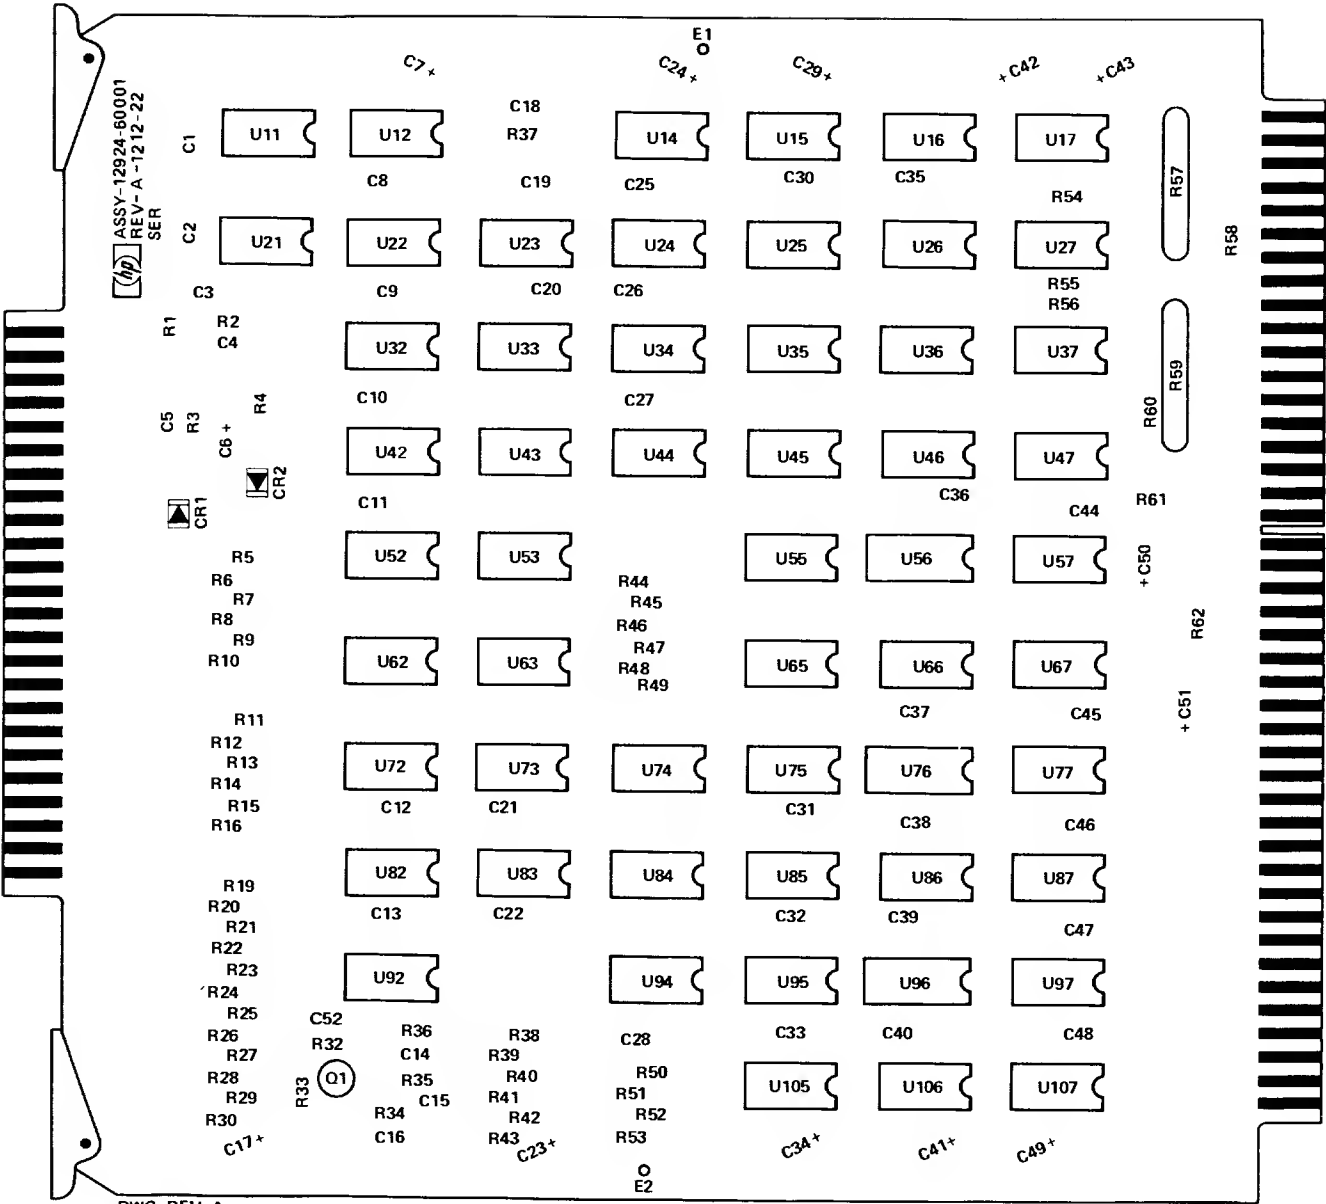 E1
C7 +
C24 +
C29 +
+ C42
+ C43
ASSY-12924-60001
REV- A -1212-22
SER
hp
C1
U11
U12
C18
R37
U14
U15
U16
U17
R57
C8
C19
C25
C30
C35
R54
C2
U21
U22
U23
U24
U25
U26
U27
R58
C3
C9
C20
C26
R55
R56
R1
R2
C4
U32
U33
U34
U35
U36
U37
R59
C10
C27
R4
C5
R3
C6 +
R60
U42
U43
U44
U45
U46
U47
CR2
CR1
C11
C36
C44
R61
R5
U52
U53
U55
U56
U57
+ C50
R6
R44
R7
R45
R8
R46
R62
R9
R47
R10
U62
U63
R48
R49
U65
U66
U67
C37
C45
+ C51
R11
R12
R13
R14
U72
U73
U74
U75
U76
U77
R15
C12
C21
C31
R16
C38
C46
U82
U83
U84
U85
U86
U87
R19
R20
C13
C22
C32
C39
R21
C47
R22
R23
U92
U94
U95
U96
U97
R24
R25
C52
R26
R36
R38
C28
C33
C40
C48
R32
R27
C14
R39
R28
R33
Q1
R35
R40
R50
U105
U106
U107
R29
C15
R41
R51
R30
R34
R42
R52
C17 +
C16
R43
C23 +
R53
C34 +
C41 +
C49 +
E2